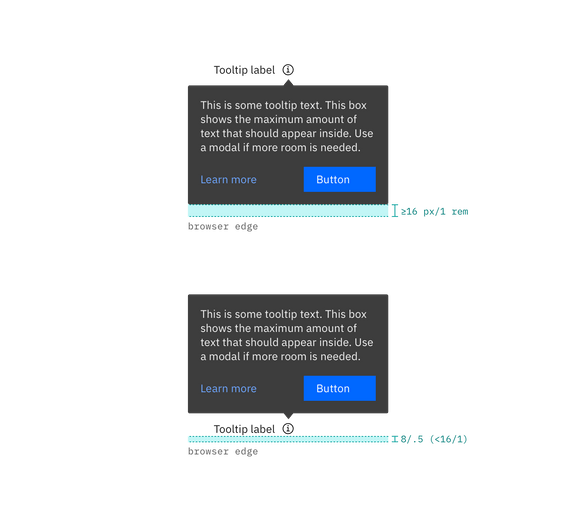 Tooltip label
This is some tooltip text. This box
shows the maximum amount of
text that should appear inside. Use
a modal if more room is needed.
Learn more
Button
≥16 px/1 rem
browser edge
This is some tooltip text. This box
shows the maximum amount of
text that should appear inside. Use
a modal if more room is needed.
Learn more
Button
Tooltip label
8/.5 (<16/1)
browser edge